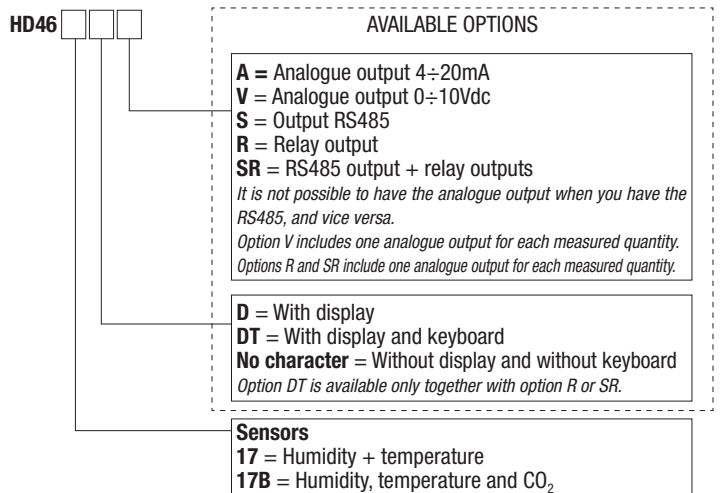 HD46
AVAILABLE OPTIONS
A = Analogue output 4÷20mA
V = Analogue output 0÷10Vdc
S = Output RS485
R = Relay output
SR = RS485 output + relay outputs
It is not possible to have the analogue output when you have the
RS485, and vice versa.
Option V includes one analogue output for each measured quantity.
Options R and SR include one analogue output for each measured quantity.
D = With display
DT = With display and keyboard
No character = Without display and without keyboard
Option DT is available only together with option R or SR.
Sensors
17 = Humidity + temperature
17B = Humidity, temperature and CO₂